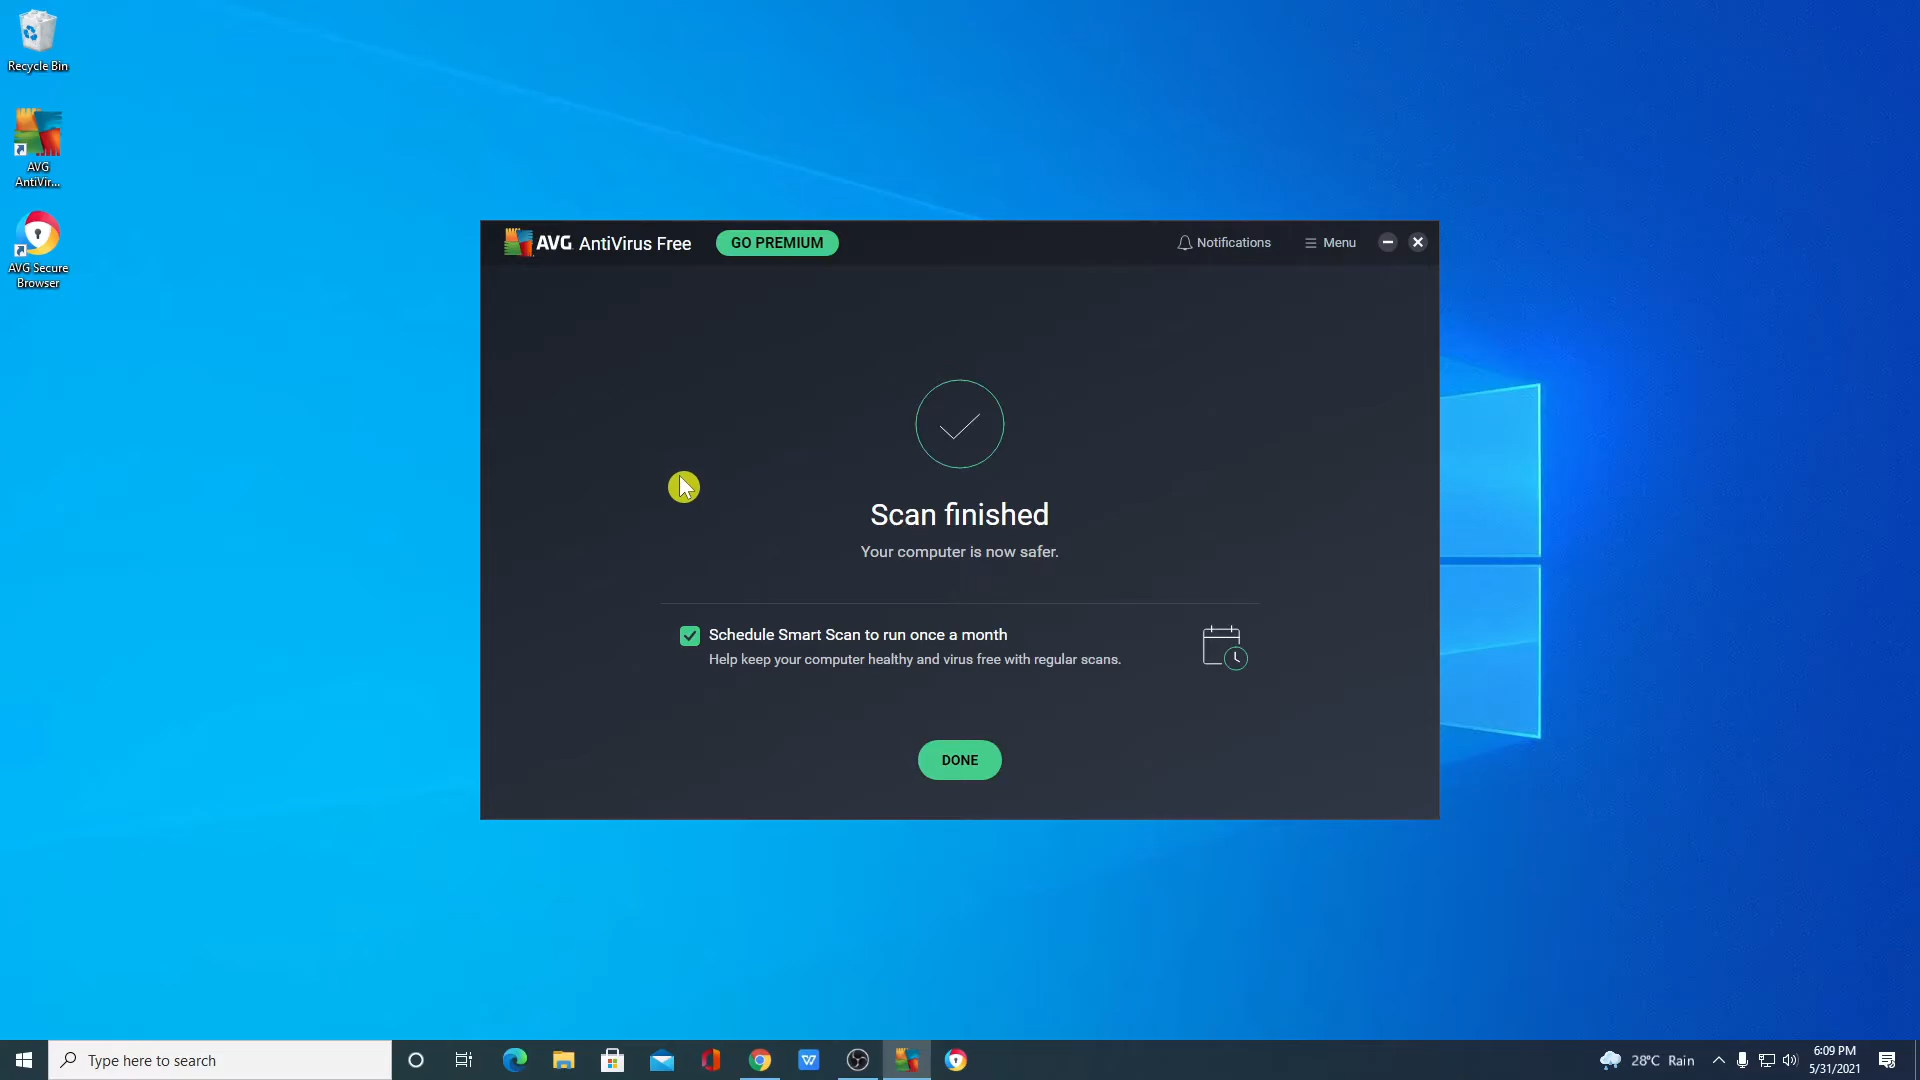 Recycle Bin
AVG
AntiVir...
AVG Secure
Browser
AVG AntiVirus Free
GO PREMIUM
Notifications
Menu
Scan finished
Your computer is now safer.
Schedule Smart Scan to run once a month
Help keep your computer healthy and virus free with regular scans.
DONE
Type here to search
28°C Rain
6:09 PM
5/31/2021